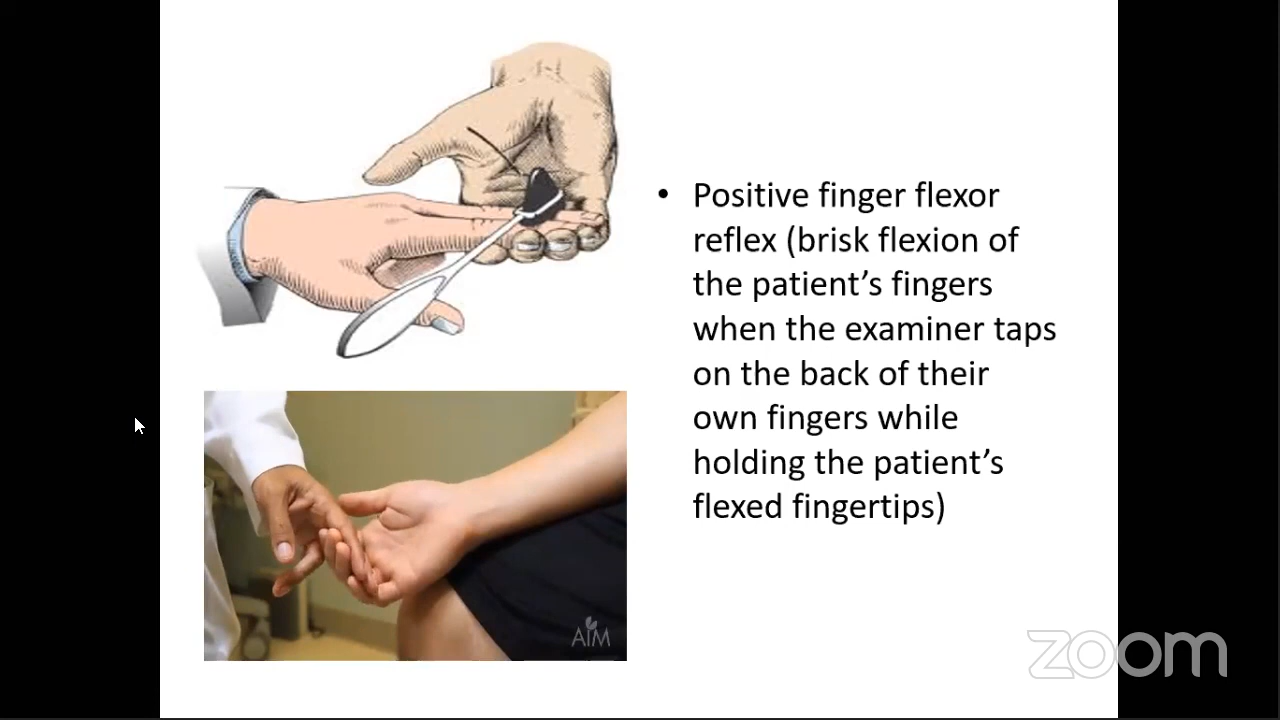 • Positive finger flexor
reflex (brisk flexion of
the patient’s fingers
when the examiner taps
on the back of their
own fingers while
holding the patient’s
flexed fingertips)
AIM
zoom